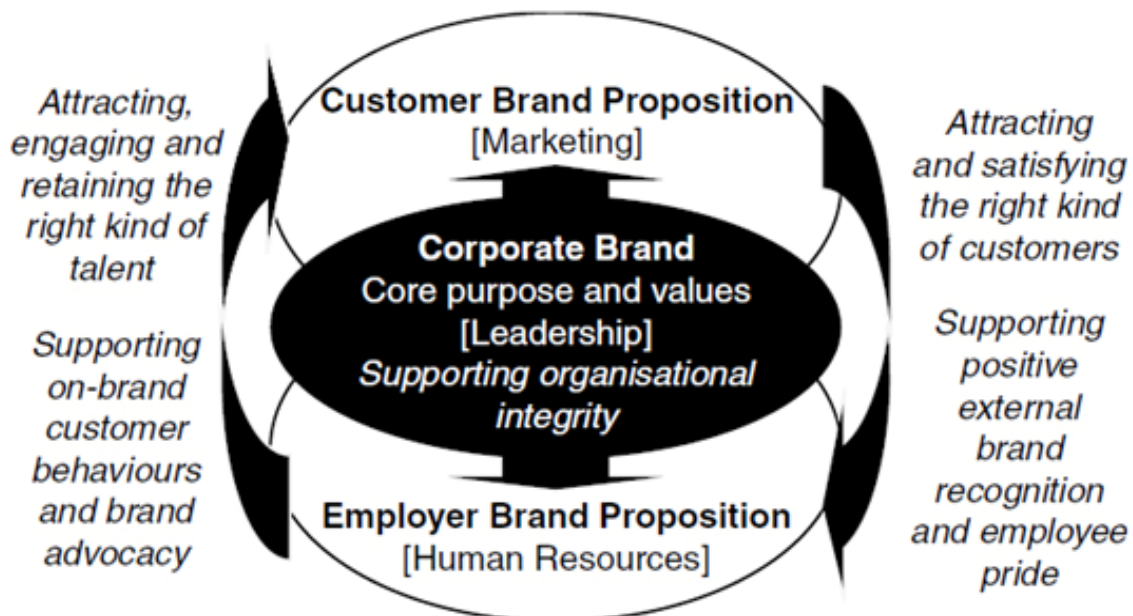 Attracting,
engaging and
retaining the
right kind of
talent
Supporting
on-brand
customer
behaviours
and brand
advocacy
Customer Brand Proposition
[Marketing]
Corporate Brand
Core purpose and values
[Leadership]
Supporting organisational
integrity
Employer Brand Proposition
[Human Resources]
Attracting
and satisfying
the right kind
of customers
Supporting
positive
external
brand
recognition
and employee
pride